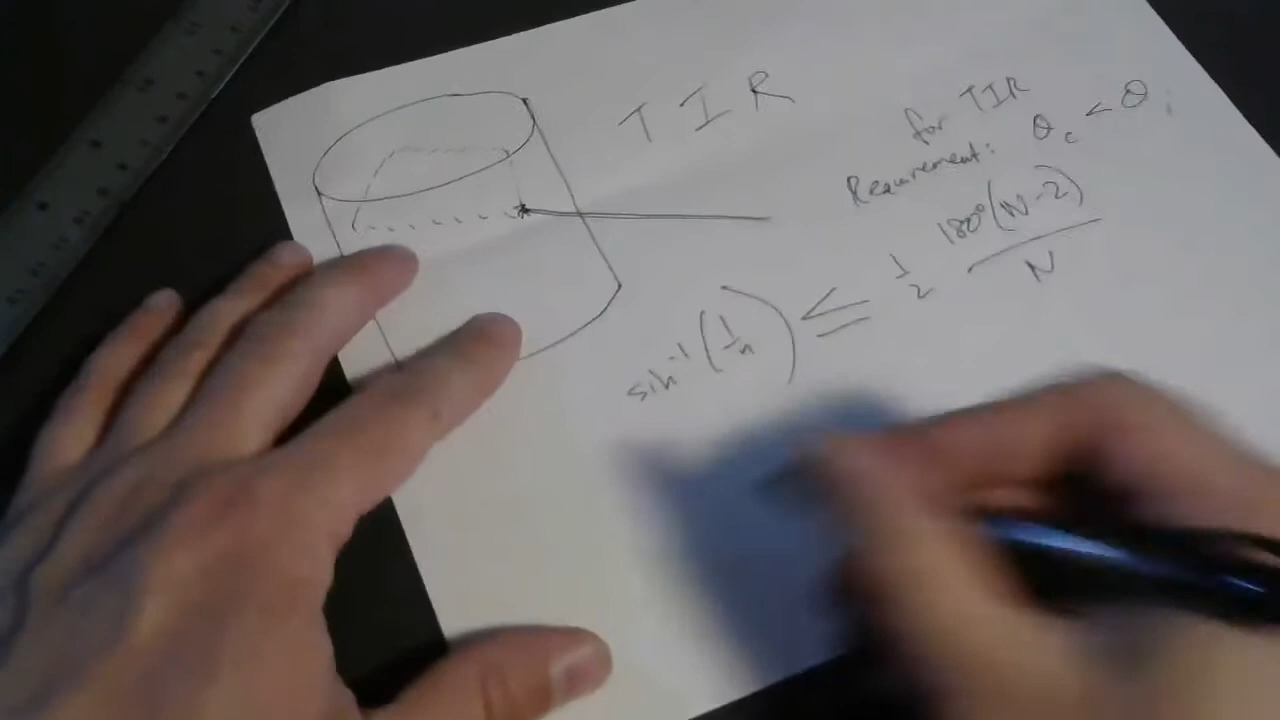 TIR
for TIR
Requirement: θc < θi
sin⁻¹(1/n) ≤ 1/2 180°(N-2)/N